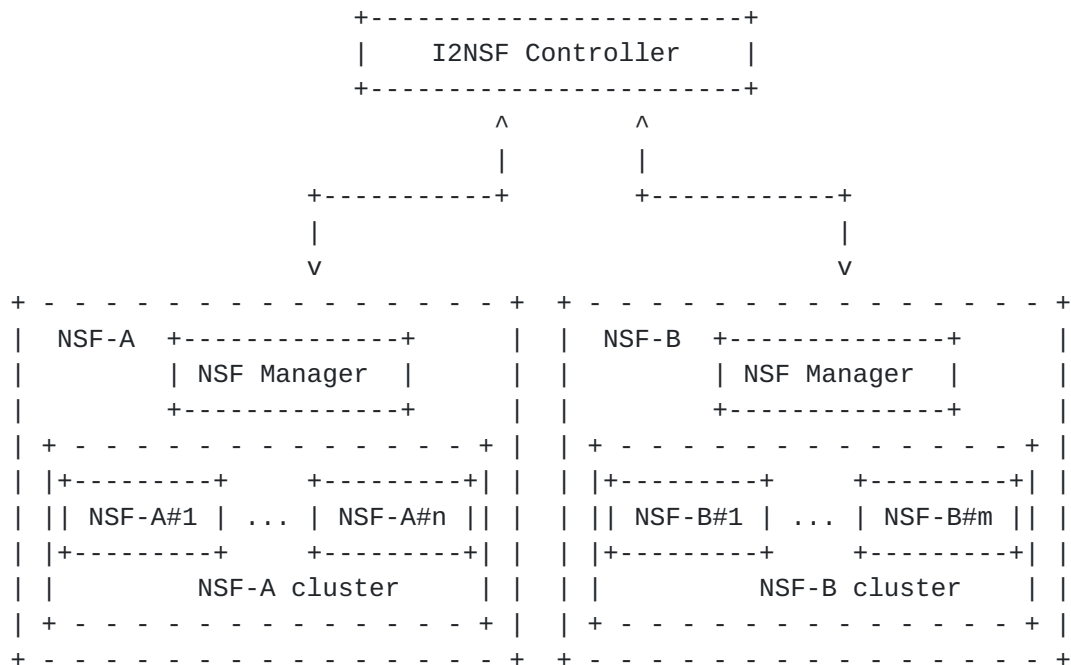 I2NSF Controller
NSF-A NSF-B
NSF Manager NSF Manager
NSF-A#1 ... NSF-A#n NSF-B#1 ... NSF-B#m
NSF-A cluster NSF-B cluster